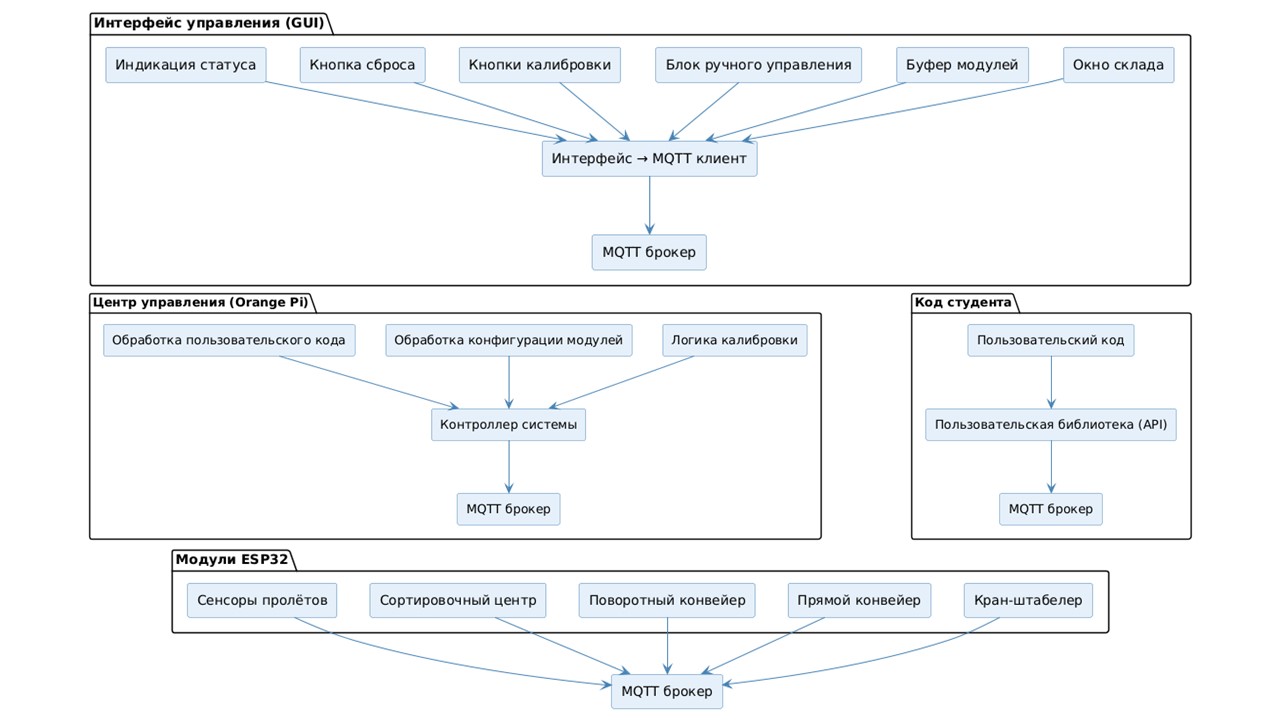 Интерфейс управления (GUI)
Индикация статуса
Кнопка сброса
Кнопки калибровки
Блок ручного управления
Буфер модулей
Окно склада
Интерфейс → MQTT клиент
MQTT брокер
Центр управления (Orange Pi)
Обработка пользовательского кода
Обработка конфигурации модулей
Логика калибровки
Контроллер системы
MQTT брокер
Код студента
Пользовательский код
Пользовательская библиотека (API)
MQTT брокер
Модули ESP32
Сенсоры пролётов
Сортировочный центр
Поворотный конвейер
Прямой конвейер
Кран-штабелер
MQTT брокер